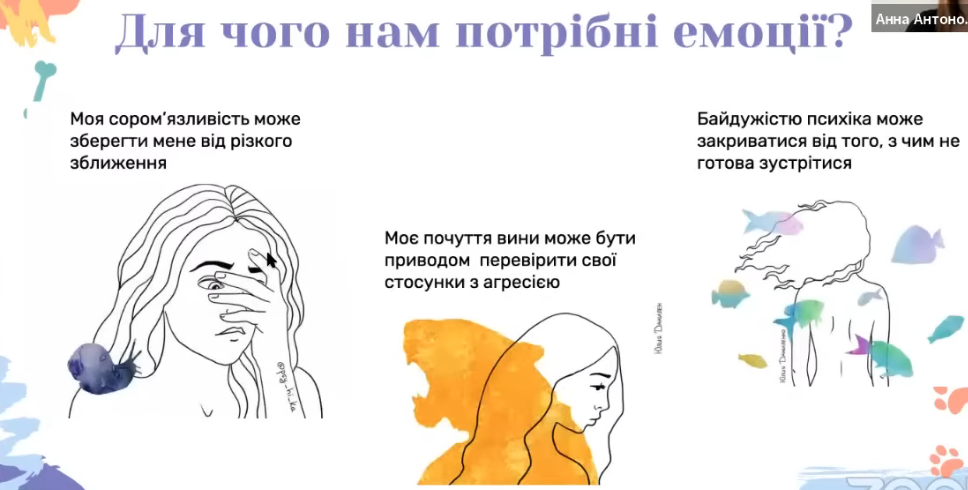 Для чого нам потрібні емоції?
Анна Антоно.
Моя сором’язливість може
зберегти мене від різкого
зближення
Байдужістю психіка може
закриватися від того, з чим не
готова зустрітися
Моє почуття вини може бути
приводом перевірити свої
стосунки з агресією